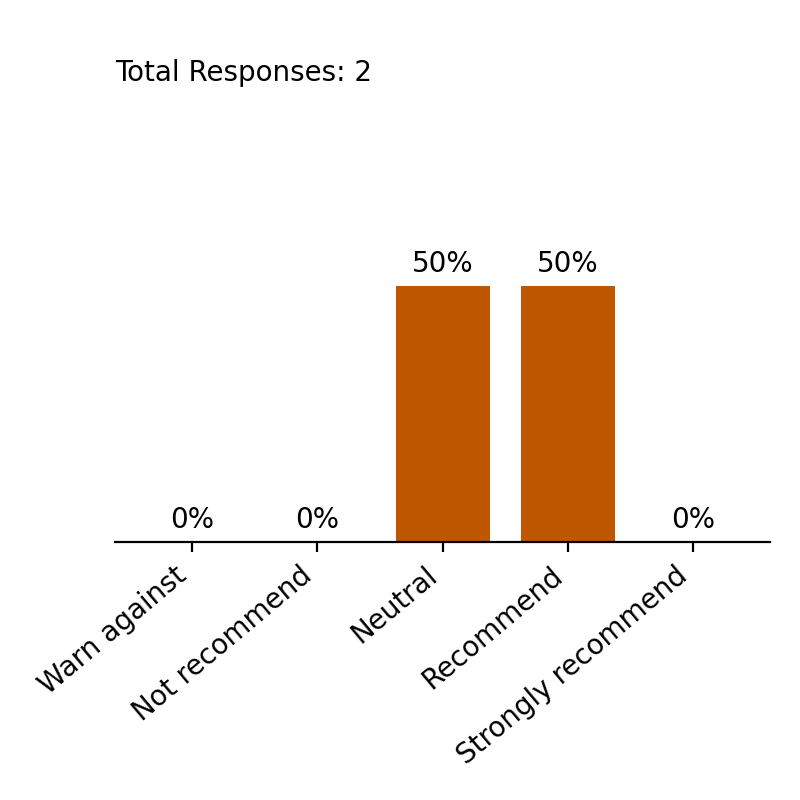 Total Responses: 2
50% 50%
0% 0% 0%
Warn against
Not recommend
Neutral
Recommend
Strongly recommend